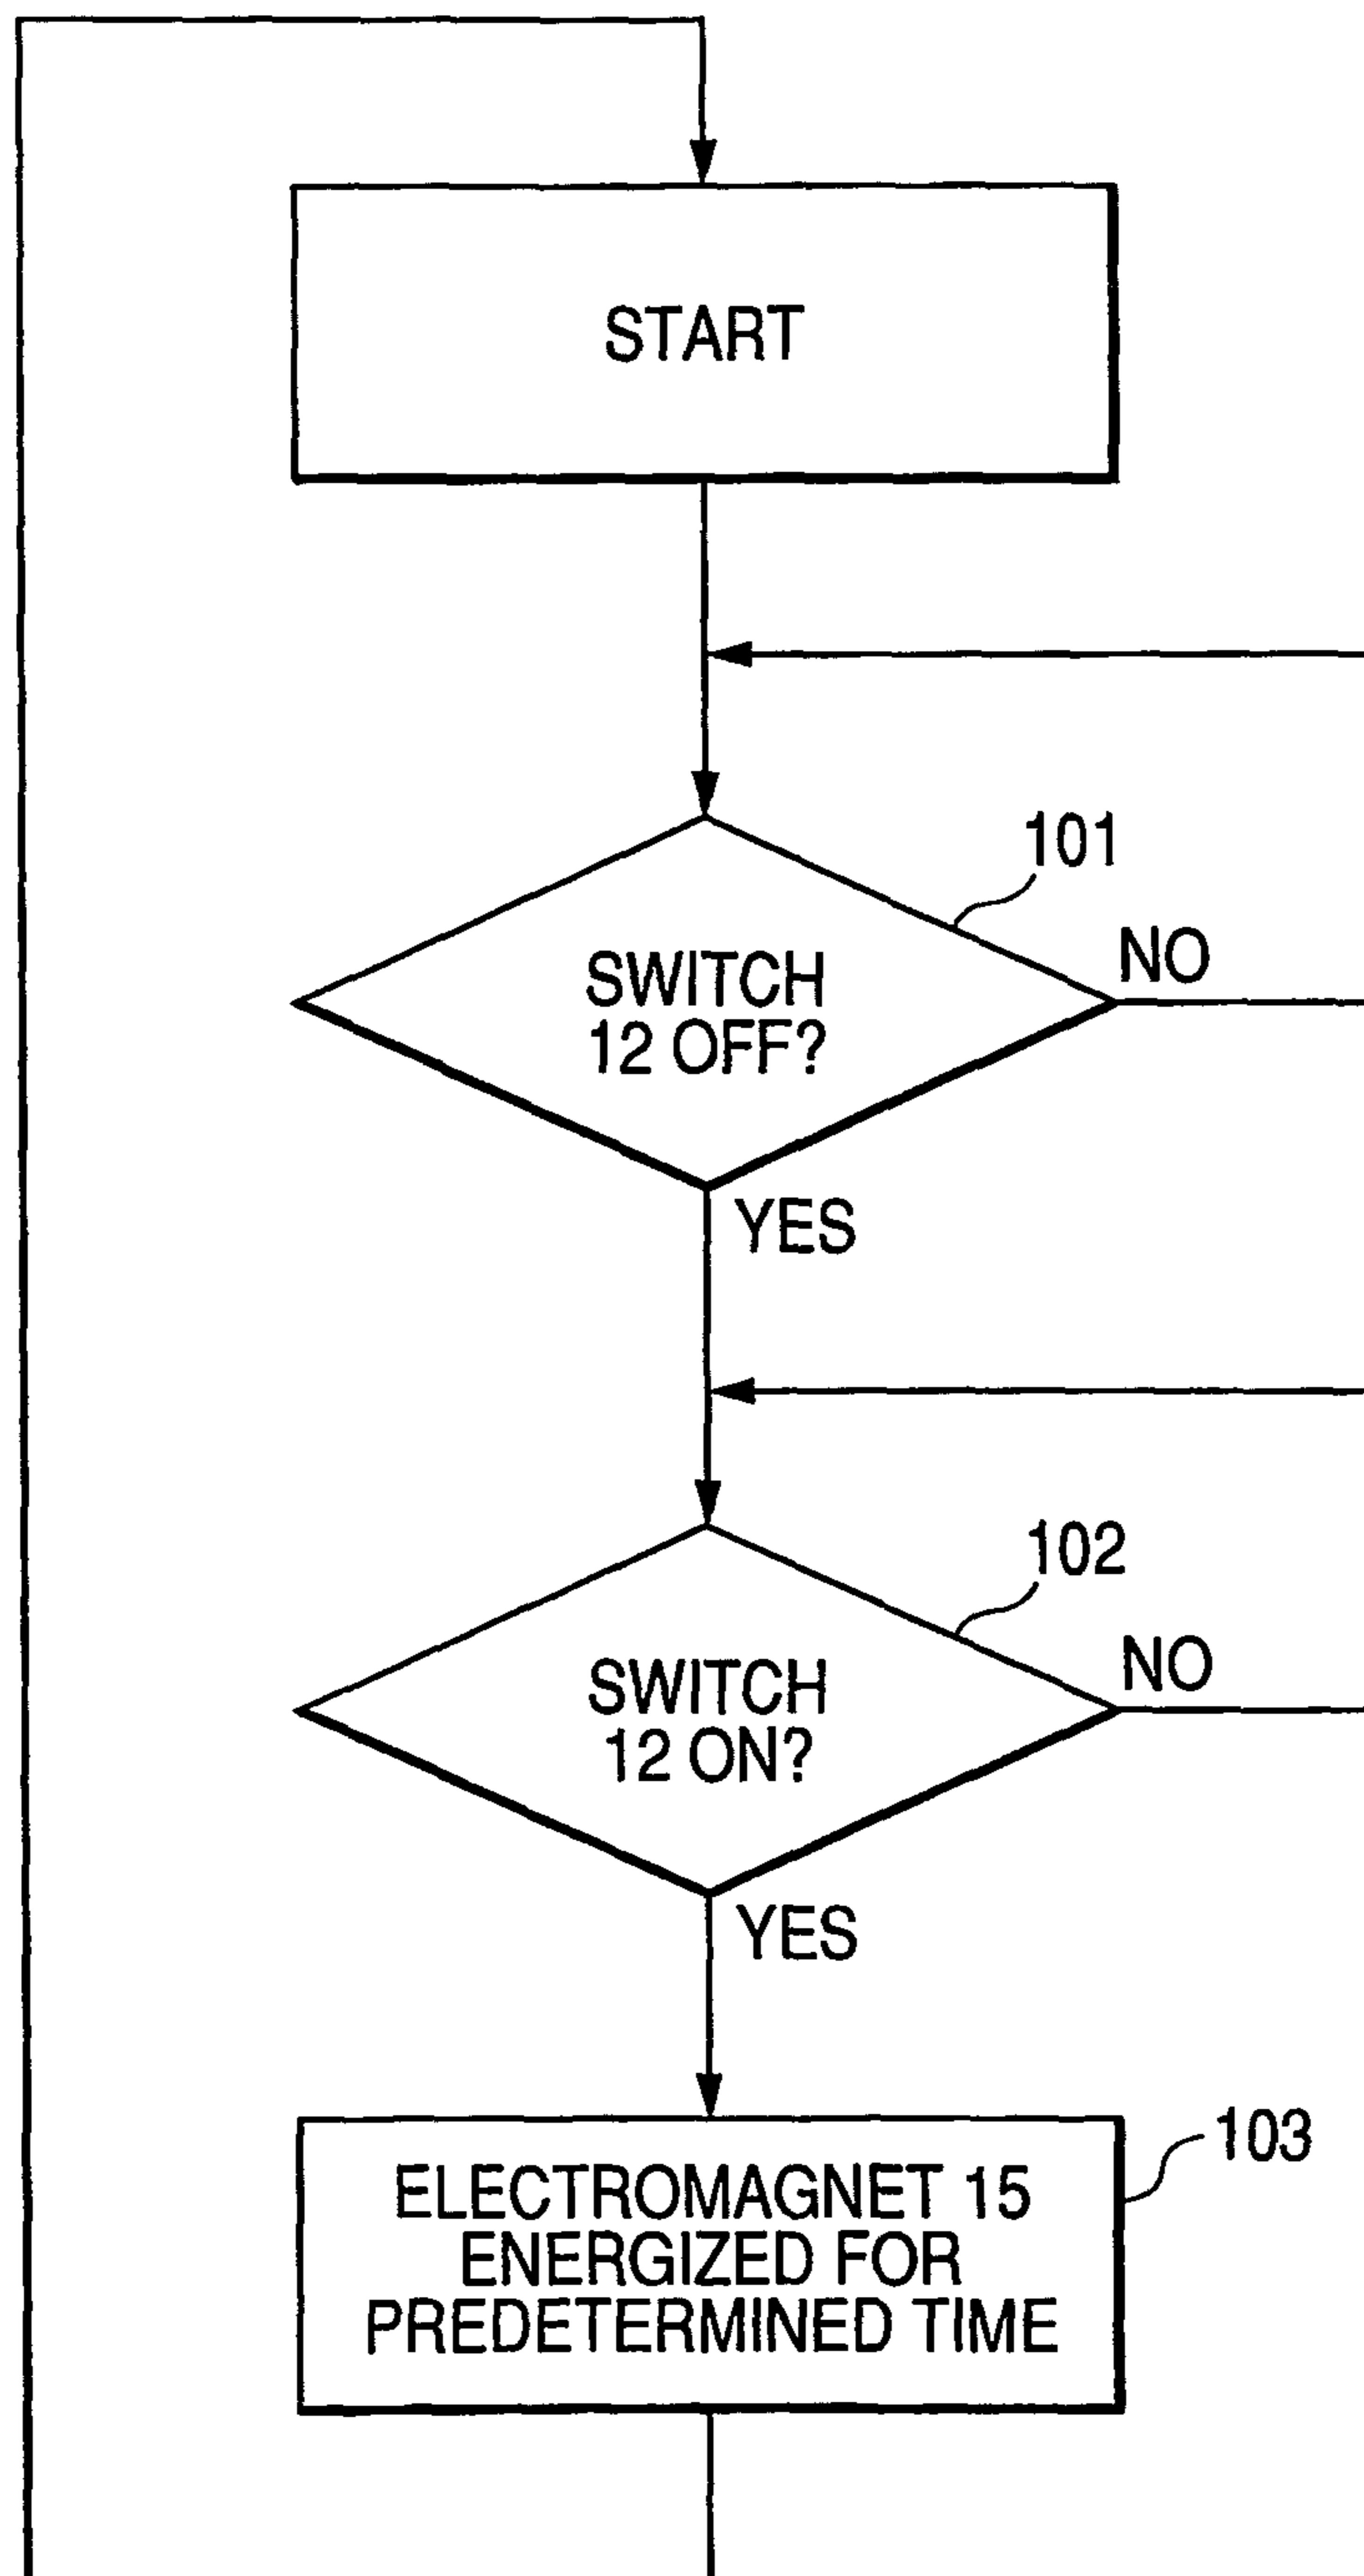 START
101
SWITCH
12 OFF?
NO
YES
102
SWITCH
12 ON?
NO
YES
103
ELECTROMAGNET 15
ENERGIZED FOR
PREDETERMINED TIME